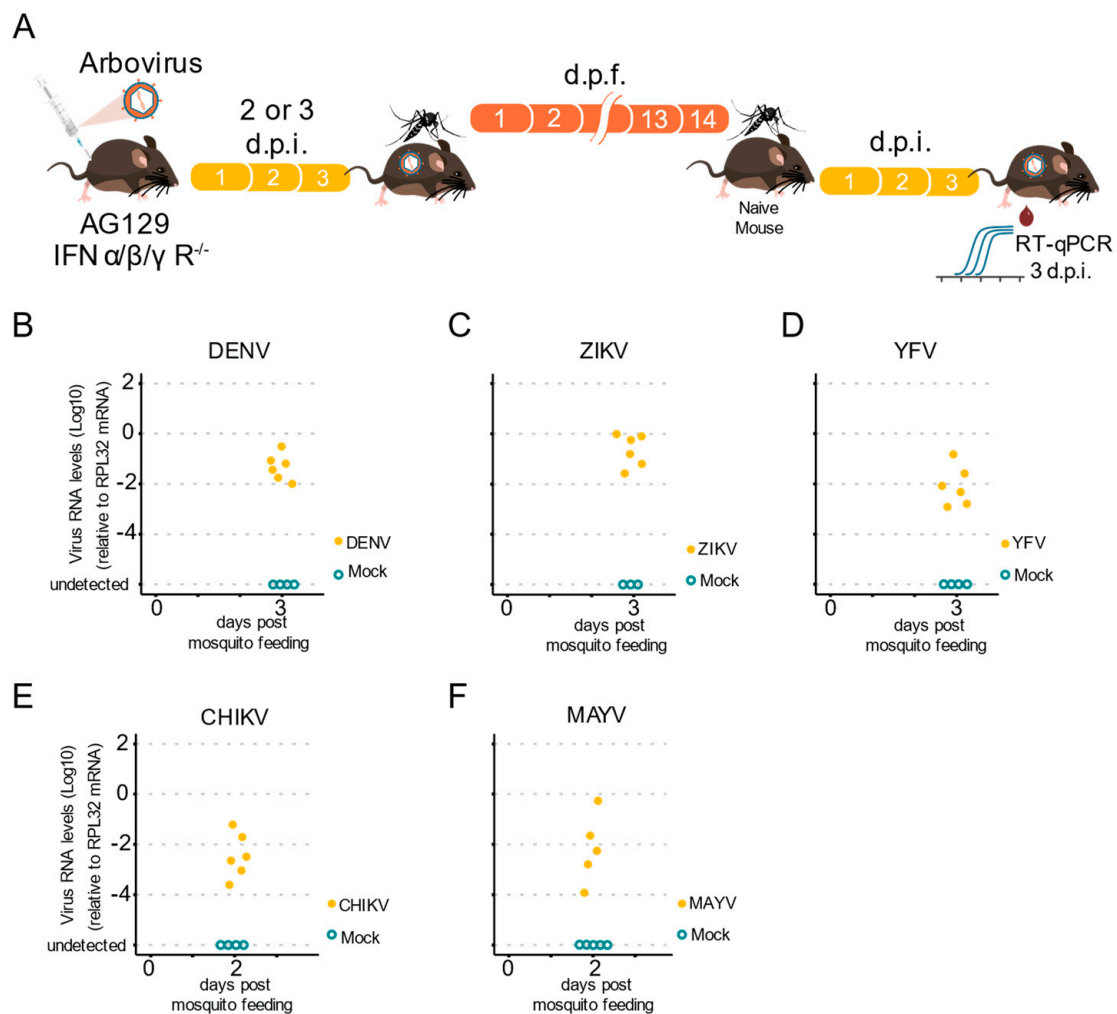 A
Arbovirus
2 or 3
d.p.i.
1 2 3
AG129
IFN α/β/γ R-/-
d.p.f.
1 2 13 14
Naive
Mouse
d.p.i.
1 2 3
RT-qPCR
3 d.p.i.
B
DENV
Virus RNA levels (Log10)
(relative to RPL32 mRNA)
2
0
-2
-4
undetected
0 3
days post
mosquito feeding
DENV
Mock
C
ZIKV
0 3
days post
mosquito feeding
ZIKV
Mock
D
YFV
0 3
days post
mosquito feeding
YFV
Mock
E
CHIKV
Virus RNA levels (Log10)
(relative to RPL32 mRNA)
2
0
-2
-4
undetected
0 2
days post
mosquito feeding
CHIKV
Mock
F
MAYV
0 2
days post
mosquito feeding
MAYV
Mock